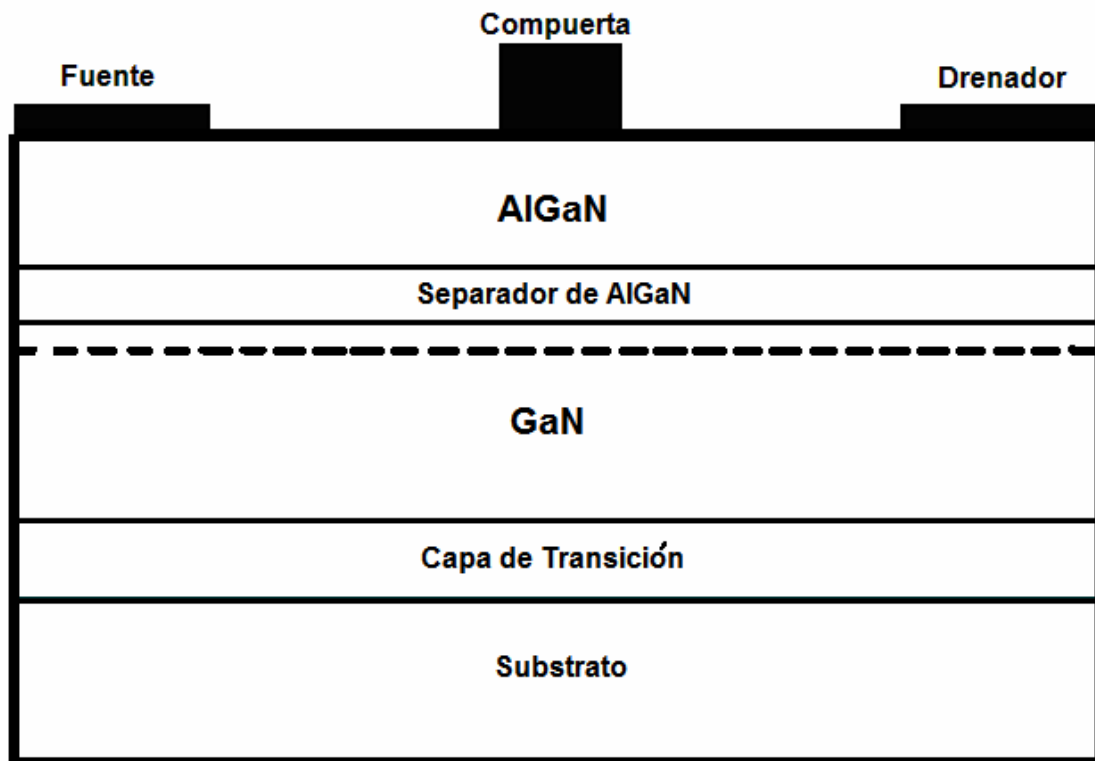 Compuerta
Fuente
Drenador
AlGaN
Separador de AlGaN
GaN
Capa de Transición
Substrato